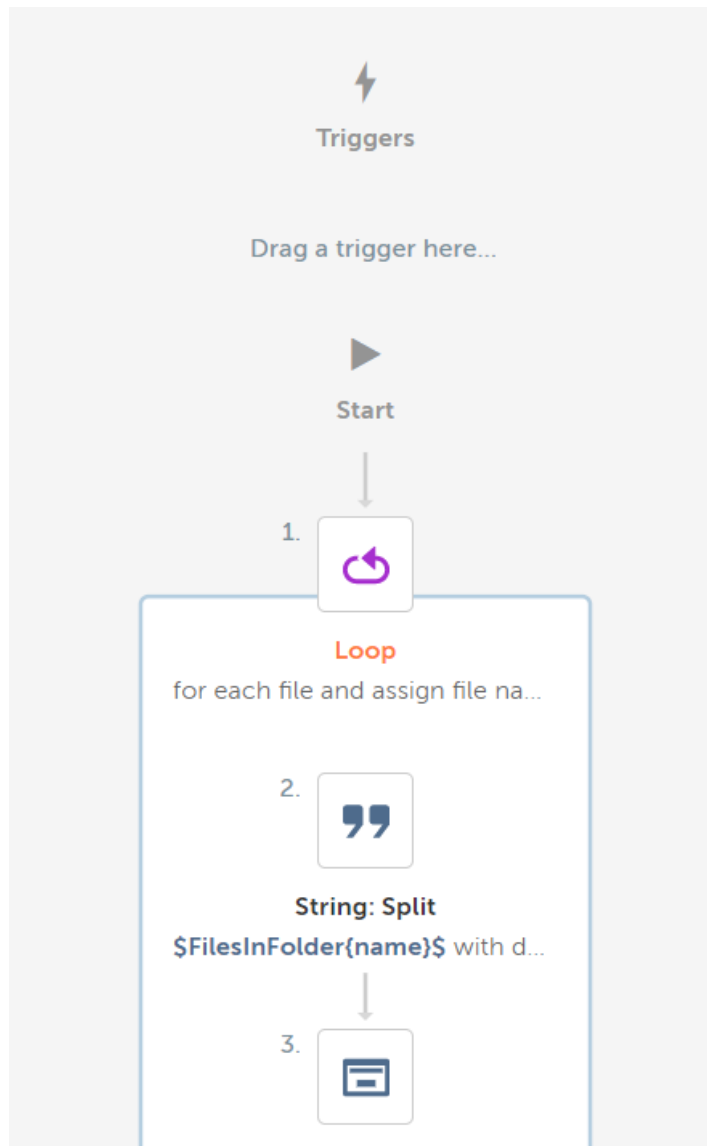 Triggers
Drag a trigger here...
Start
1.
Loop
for each file and assign file na...
2.
String: Split
$FilesInFolder{name}$ with d...
3.